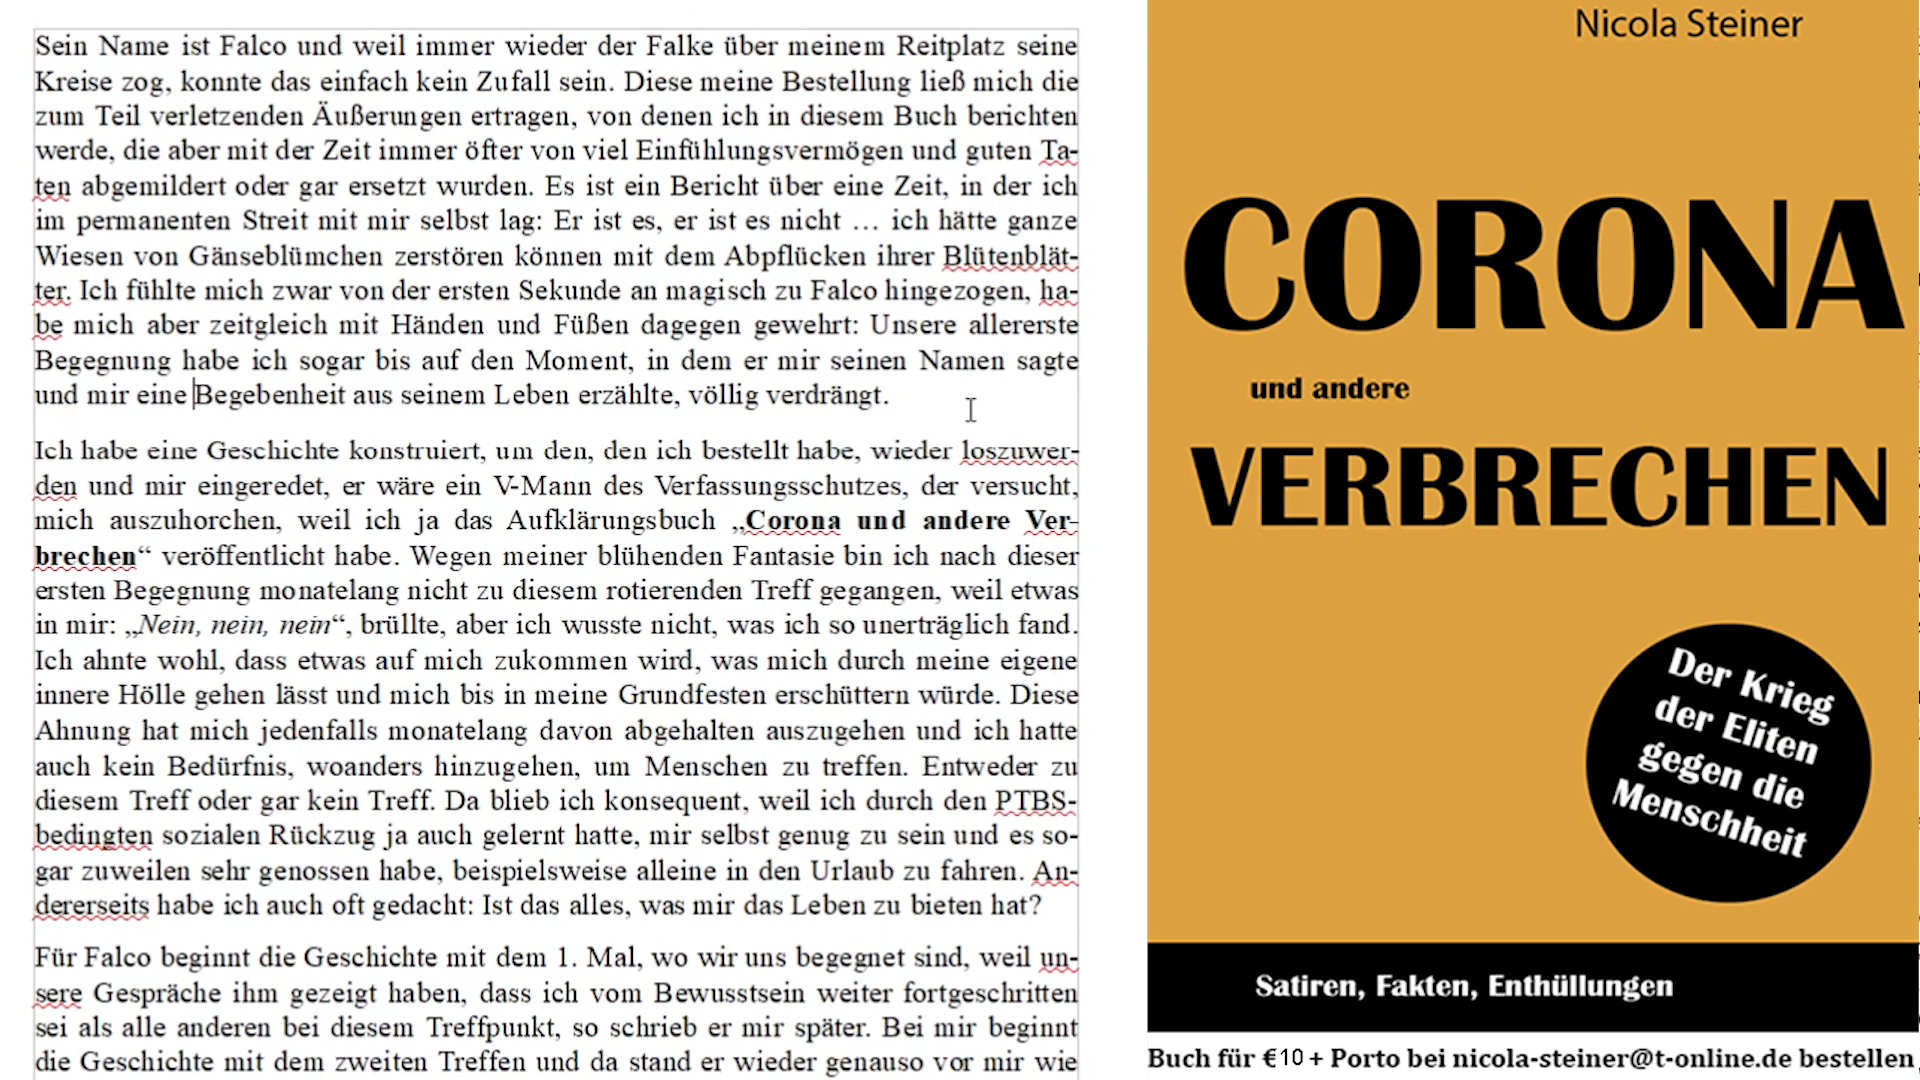 Sein Name ist Falco und weil immer wieder der Falke über meinem Reitplatz seine
Kreise zog, konnte das einfach kein Zufall sein. Diese meine Bestellung ließ mich die
zum Teil verletzenden Äußerungen ertragen, von denen ich in diesem Buch berichten
werde, die aber mit der Zeit immer öfter von viel Einfühlungsvermögen und guten Ta-
ten abgemildert oder gar ersetzt wurden. Es ist ein Bericht über eine Zeit, in der ich
im permanenten Streit mit mir selbst lag: Er ist es, er ist es nicht … ich hätte ganze
Wiesen von Gänseblümchen zerstören können mit dem Abpflücken ihrer Blütenblät-
ter. Ich fühlte mich zwar von der ersten Sekunde an magisch zu Falco hingezogen, ha-
be mich aber zeitgleich mit Händen und Füßen dagegen gewehrt: Unsere allererste
Begegnung habe ich sogar bis auf den Moment, in dem er mir seinen Namen sagte
und mir eine Begebenheit aus seinem Leben erzählte, völlig verdrängt.
Ich habe eine Geschichte konstruiert, um den, den ich bestellt habe, wieder loszuwer-
den und mir eingeredet, er wäre ein V-Mann des Verfassungsschutzes, der versucht,
mich auszuhorchen, weil ich ja das Aufklärungsbuch „Corona und andere Ver-
brechen“ veröffentlicht habe. Wegen meiner blühenden Fantasie bin ich nach dieser
ersten Begegnung monatelang nicht zu diesem rotierenden Treff gegangen, weil etwas
in mir: „Nein, nein, nein“, brüllte, aber ich wusste nicht, was ich so unerträglich fand.
Ich ahnte wohl, dass etwas auf mich zukommen wird, was mich durch meine eigene
innere Hölle gehen lässt und mich bis in meine Grundfesten erschüttern würde. Diese
Ahnung hat mich jedenfalls monatelang davon abgehalten auszugehen und ich hatte
auch kein Bedürfnis, woanders hinzugehen, um Menschen zu treffen. Entweder zu
diesem Treff oder gar kein Treff. Da blieb ich konsequent, weil ich durch den PTBS-
bedingten sozialen Rückzug ja auch gelernt hatte, mir selbst genug zu sein und es so-
gar zuweilen sehr genossen habe, beispielsweise alleine in den Urlaub zu fahren. An-
dererseits habe ich auch oft gedacht: Ist das alles, was mir das Leben zu bieten hat?
Für Falco beginnt die Geschichte mit dem 1. Mal, wo wir uns begegnet sind, weil un-
sere Gespräche ihm gezeigt haben, dass ich vom Bewusstsein weiter fortgeschritten
sei als alle anderen bei diesem Treffpunkt, so schrieb er mir später. Bei mir beginnt
die Geschichte mit dem zweiten Treffen und da stand er wieder genauso vor mir wie
Nicola Steiner
CORONA
und andere
VERBRECHEN
Der Krieg
der Eliten
gegen die
Menschheit
Satiren, Fakten, Enthüllungen
Buch für €10 + Porto bei nicola-steiner@t-online.de bestellen